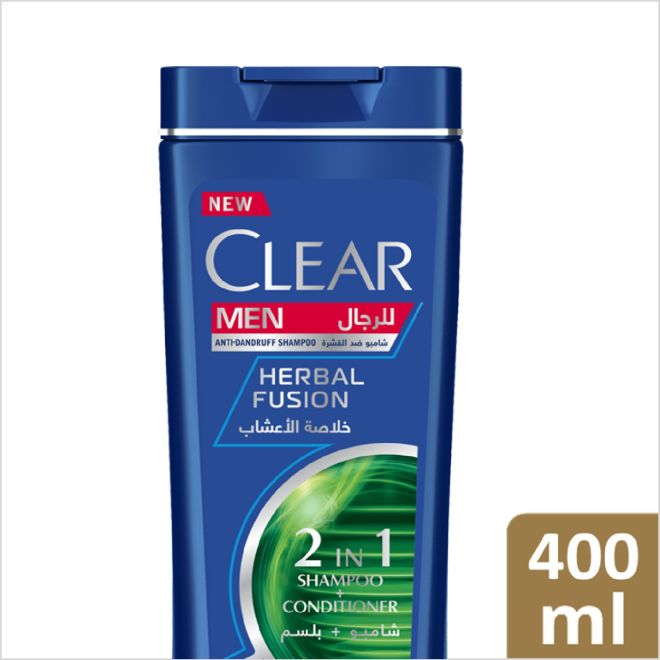 NEW
CLEAR
MEN للرجال
ANTI-DANDRUFF SHAMPOO شامبو ضد القشرة
HERBAL
FUSION
خلاصة الأعشاب
2 IN 1
SHAMPOO
+
CONDITIONER
شامبو + بلسم
400
ml